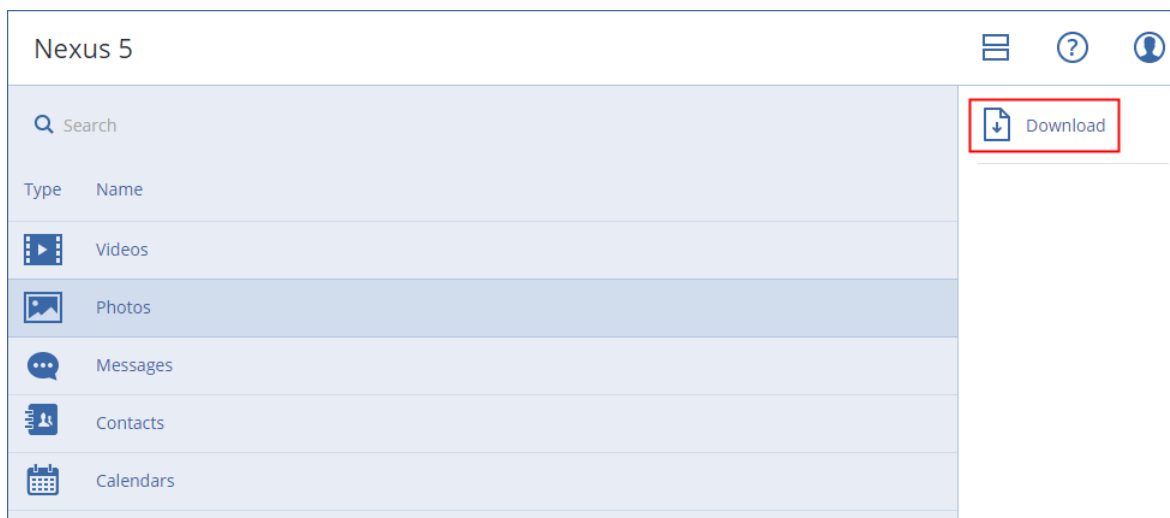 Nexus 5
Search
Download
Type Name
Videos
Photos
Messages
Contacts
Calendars